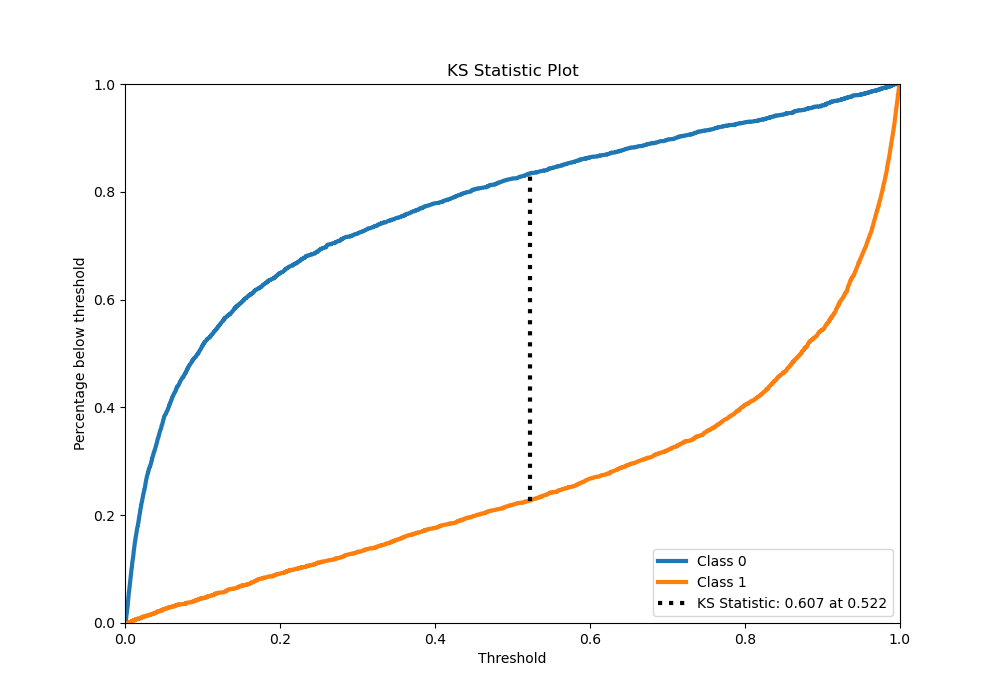 KS Statistic Plot
1.0
0.8
0.6
0.4
0.2
0.0
Percentage below threshold
0.0 0.2 0.4 0.6 0.8 1.0
Threshold
Class 0
Class 1
KS Statistic: 0.607 at 0.522